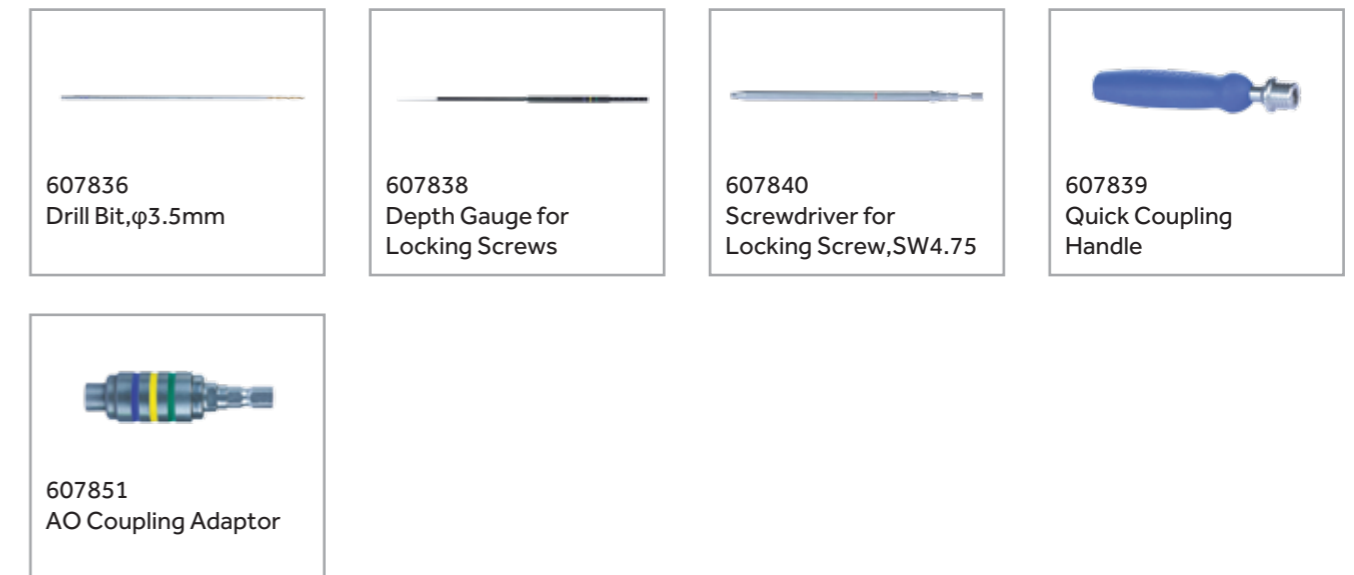 607836
Drill Bit,φ3.5mm
607838
Depth Gauge for
Locking Screws
607840
Screwdriver for
Locking Screw,SW4.75
607839
Quick Coupling
Handle
607851
AO Coupling Adaptor